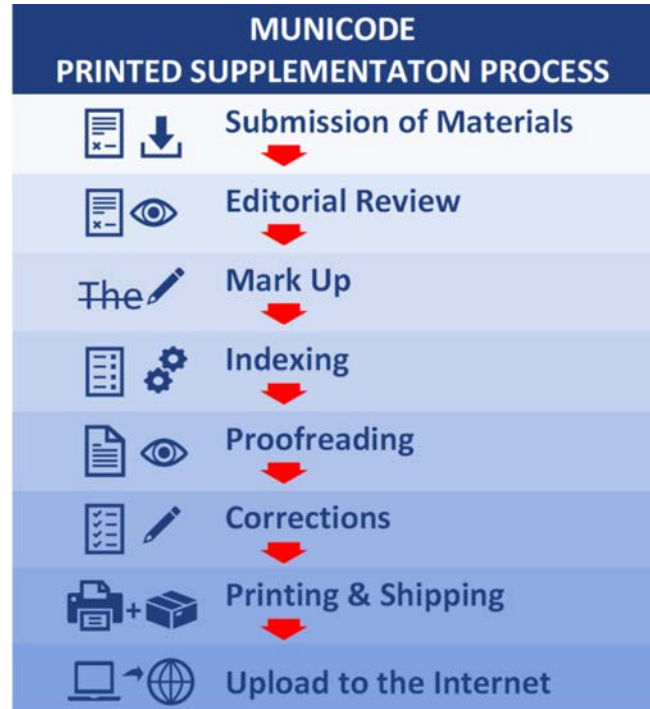 MUNICODE
PRINTED SUPPLEMENTATON PROCESS
Submission of Materials
Editorial Review
The Mark Up
Indexing
Proofreading
Corrections
+ Printing & Shipping
Upload to the Internet